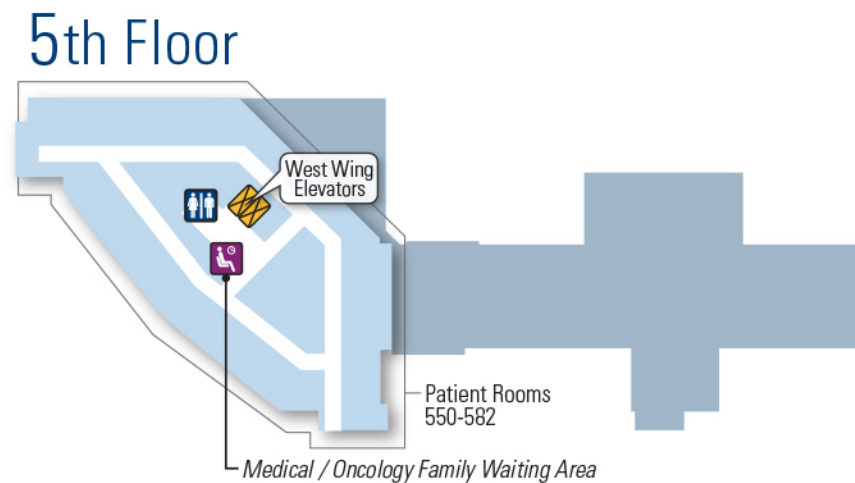 5th Floor
West Wing
Elevators
Patient Rooms
550-582
Medical / Oncology Family Waiting Area